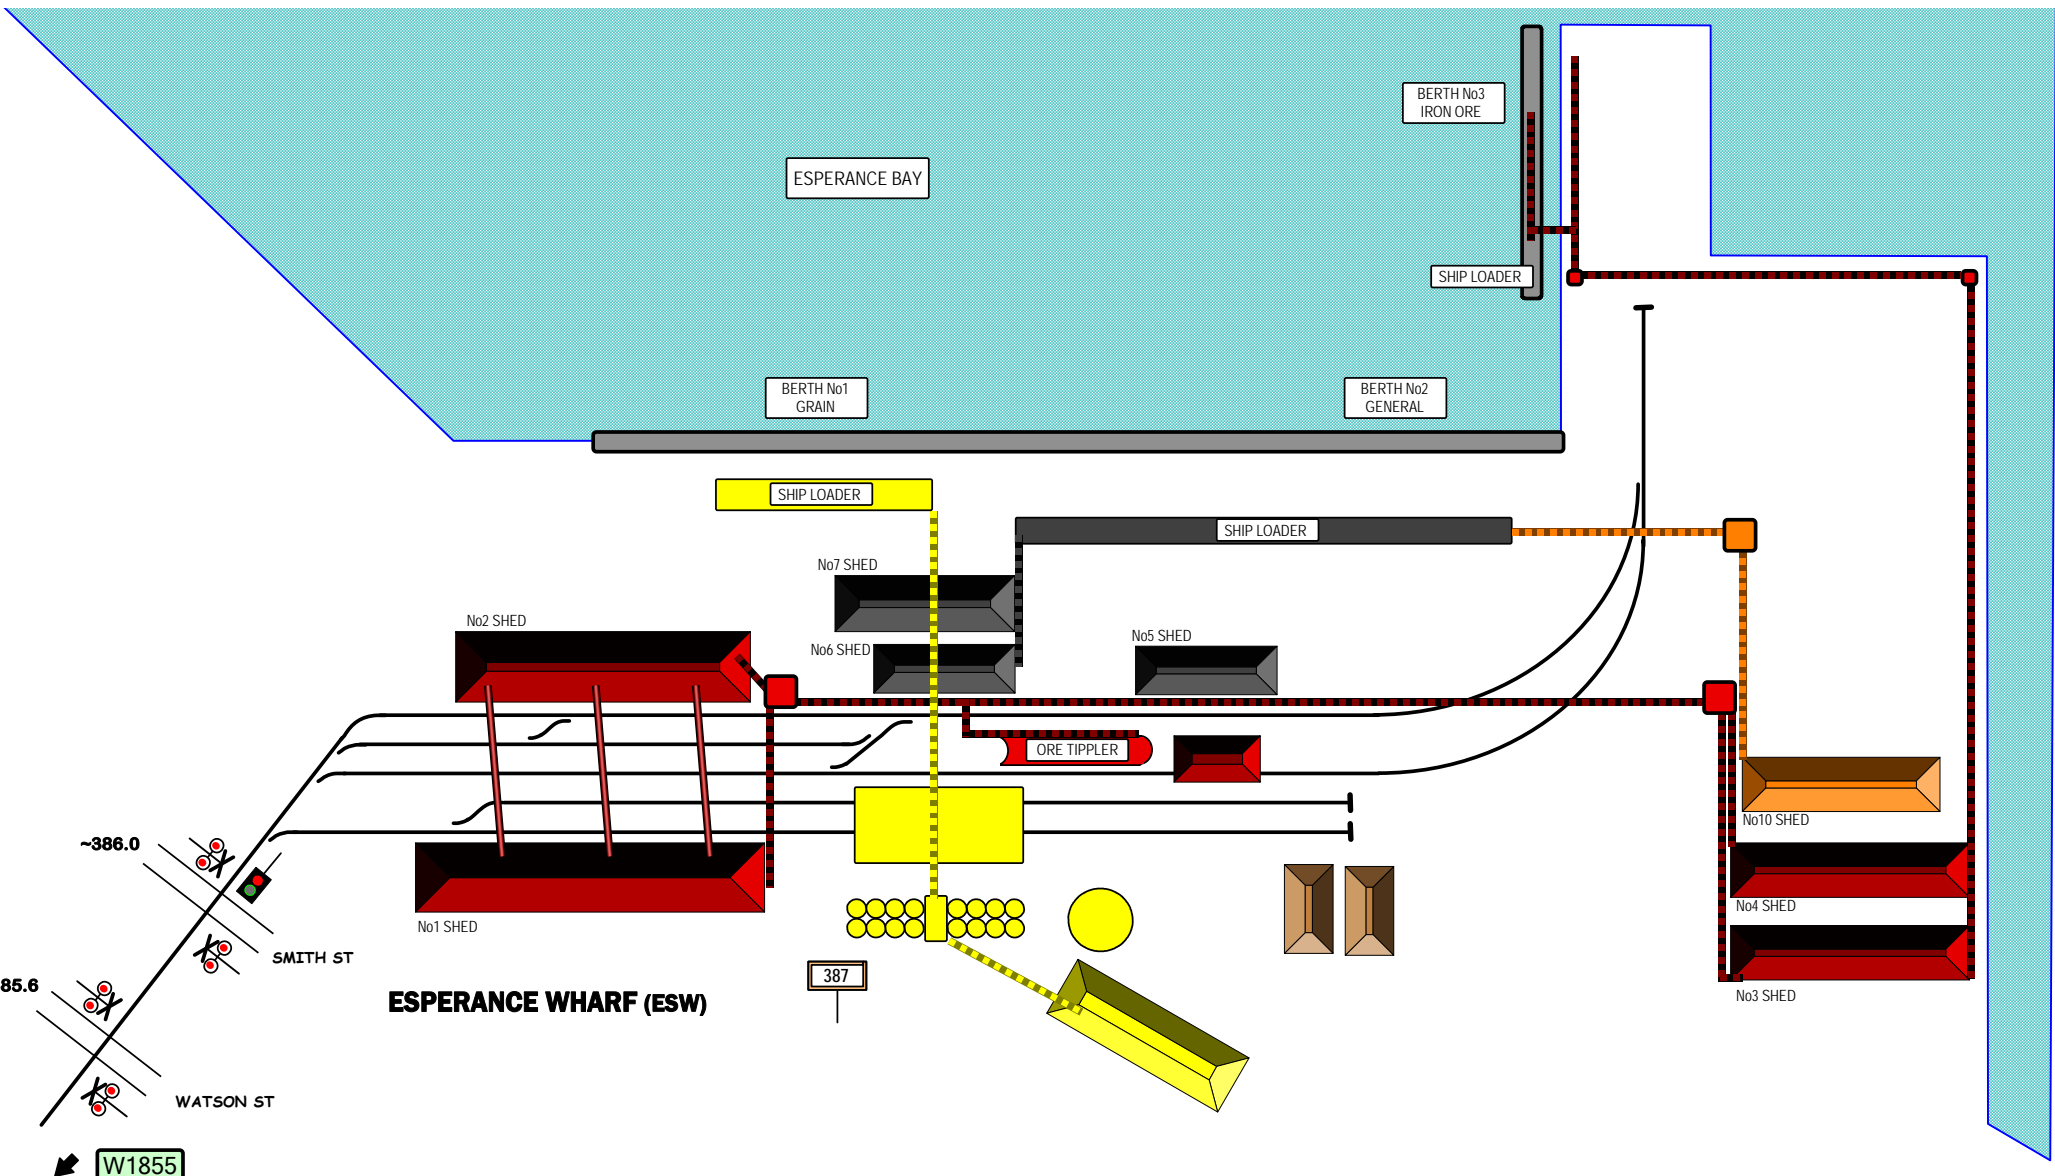 BERTH No3
IRON ORE
ESPERANCE BAY
SHIP LOADER
BERTH No1
GRAIN
BERTH No2
GENERAL
SHIP LOADER
SHIP LOADER
No7 SHED
No2 SHED
No6 SHED
No5 SHED
ORE TIPPLER
No10 SHED
~386.0
No4 SHED
No1 SHED
SMITH ST
387
85.6
No3 SHED
ESPERANCE WHARF (ESW)
WATSON ST
W1855